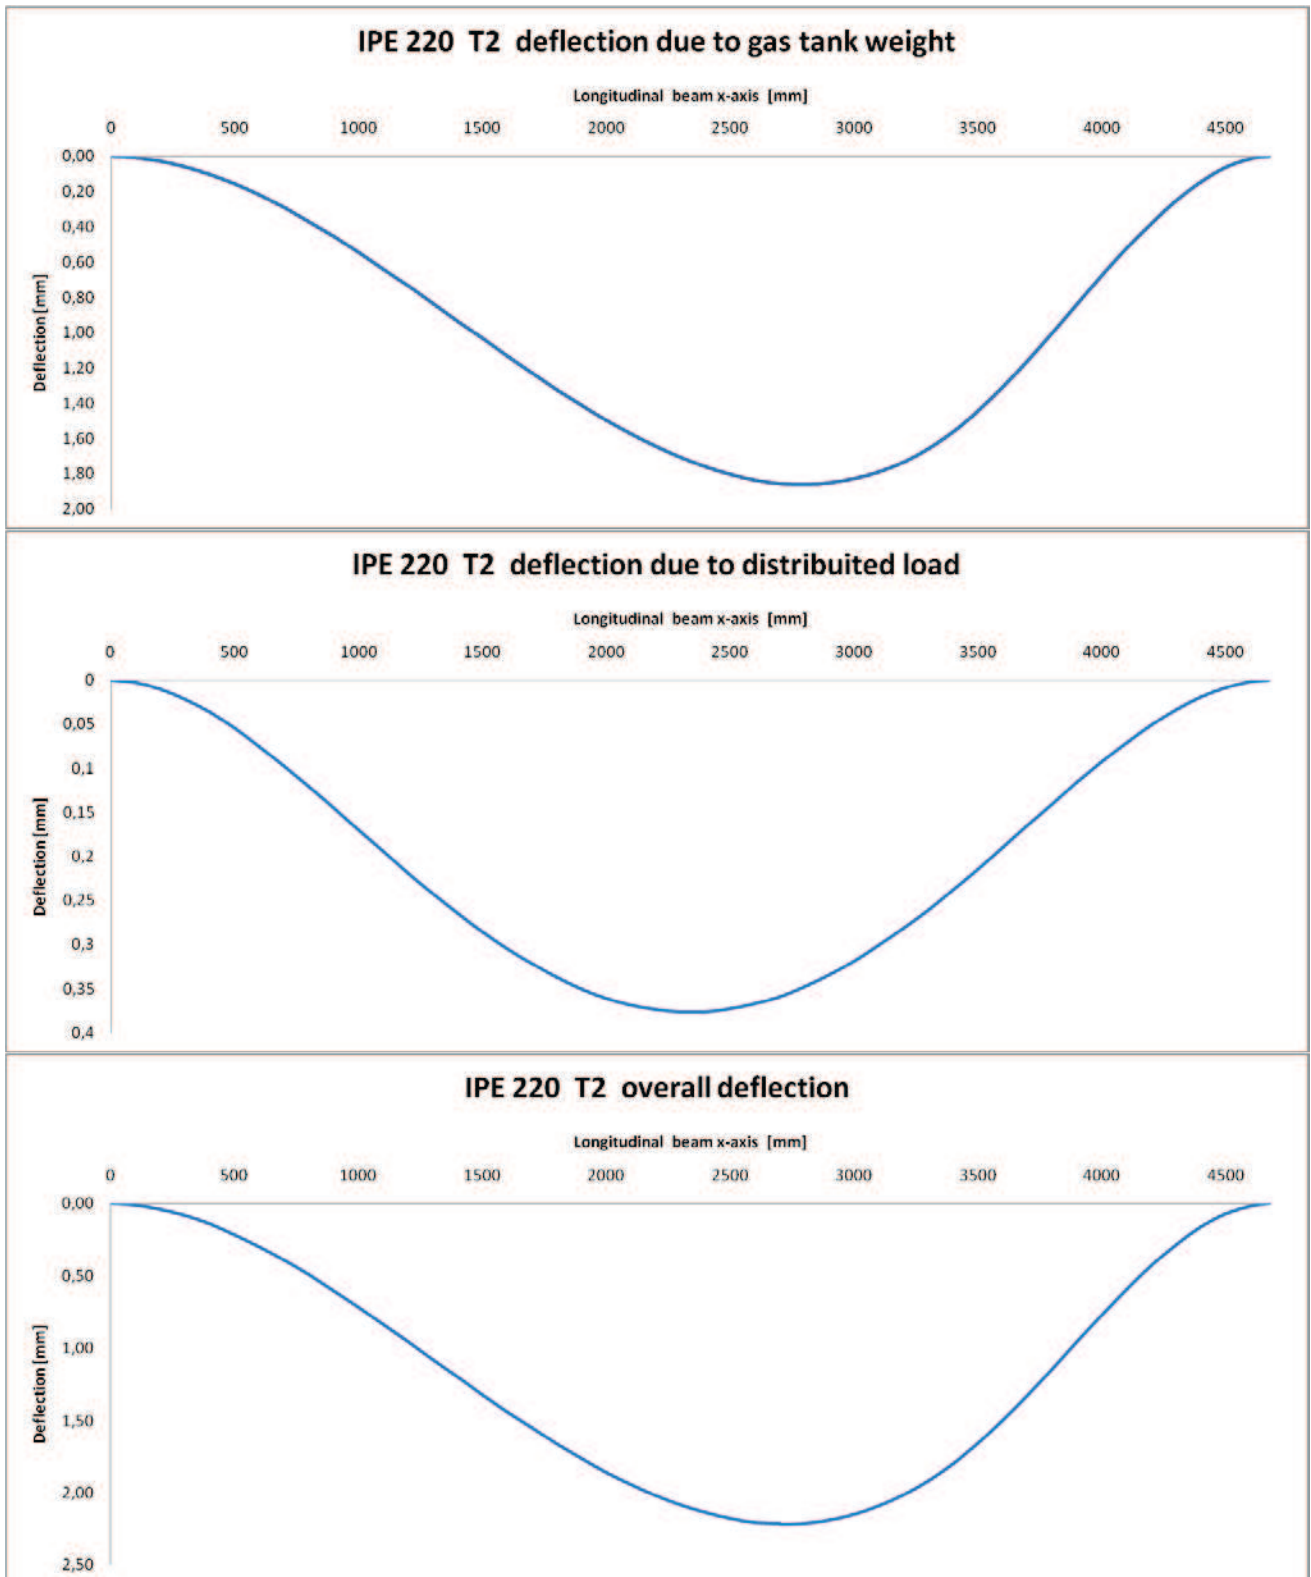 IPE 220 T2 deflection due to gas tank weight
Longitudinal beam x-axis [mm]
0 500 1000 1500 2000 2500 3000 3500 4000 4500
0,00
0,20
0,40
0,60
0,80
1,00
1,20
1,40
1,60
1,80
2,00
Deflection [mm]
IPE 220 T2 deflection due to distribuited load
Longitudinal beam x-axis [mm]
0 500 1000 1500 2000 2500 3000 3500 4000 4500
0
0,05
0,1
0,15
0,2
0,25
0,3
0,35
0,4
Deflection [mm]
IPE 220 T2 overall deflection
Longitudinal beam x-axis [mm]
0 500 1000 1500 2000 2500 3000 3500 4000 4500
0,00
0,50
1,00
1,50
2,00
2,50
Deflection [mm]